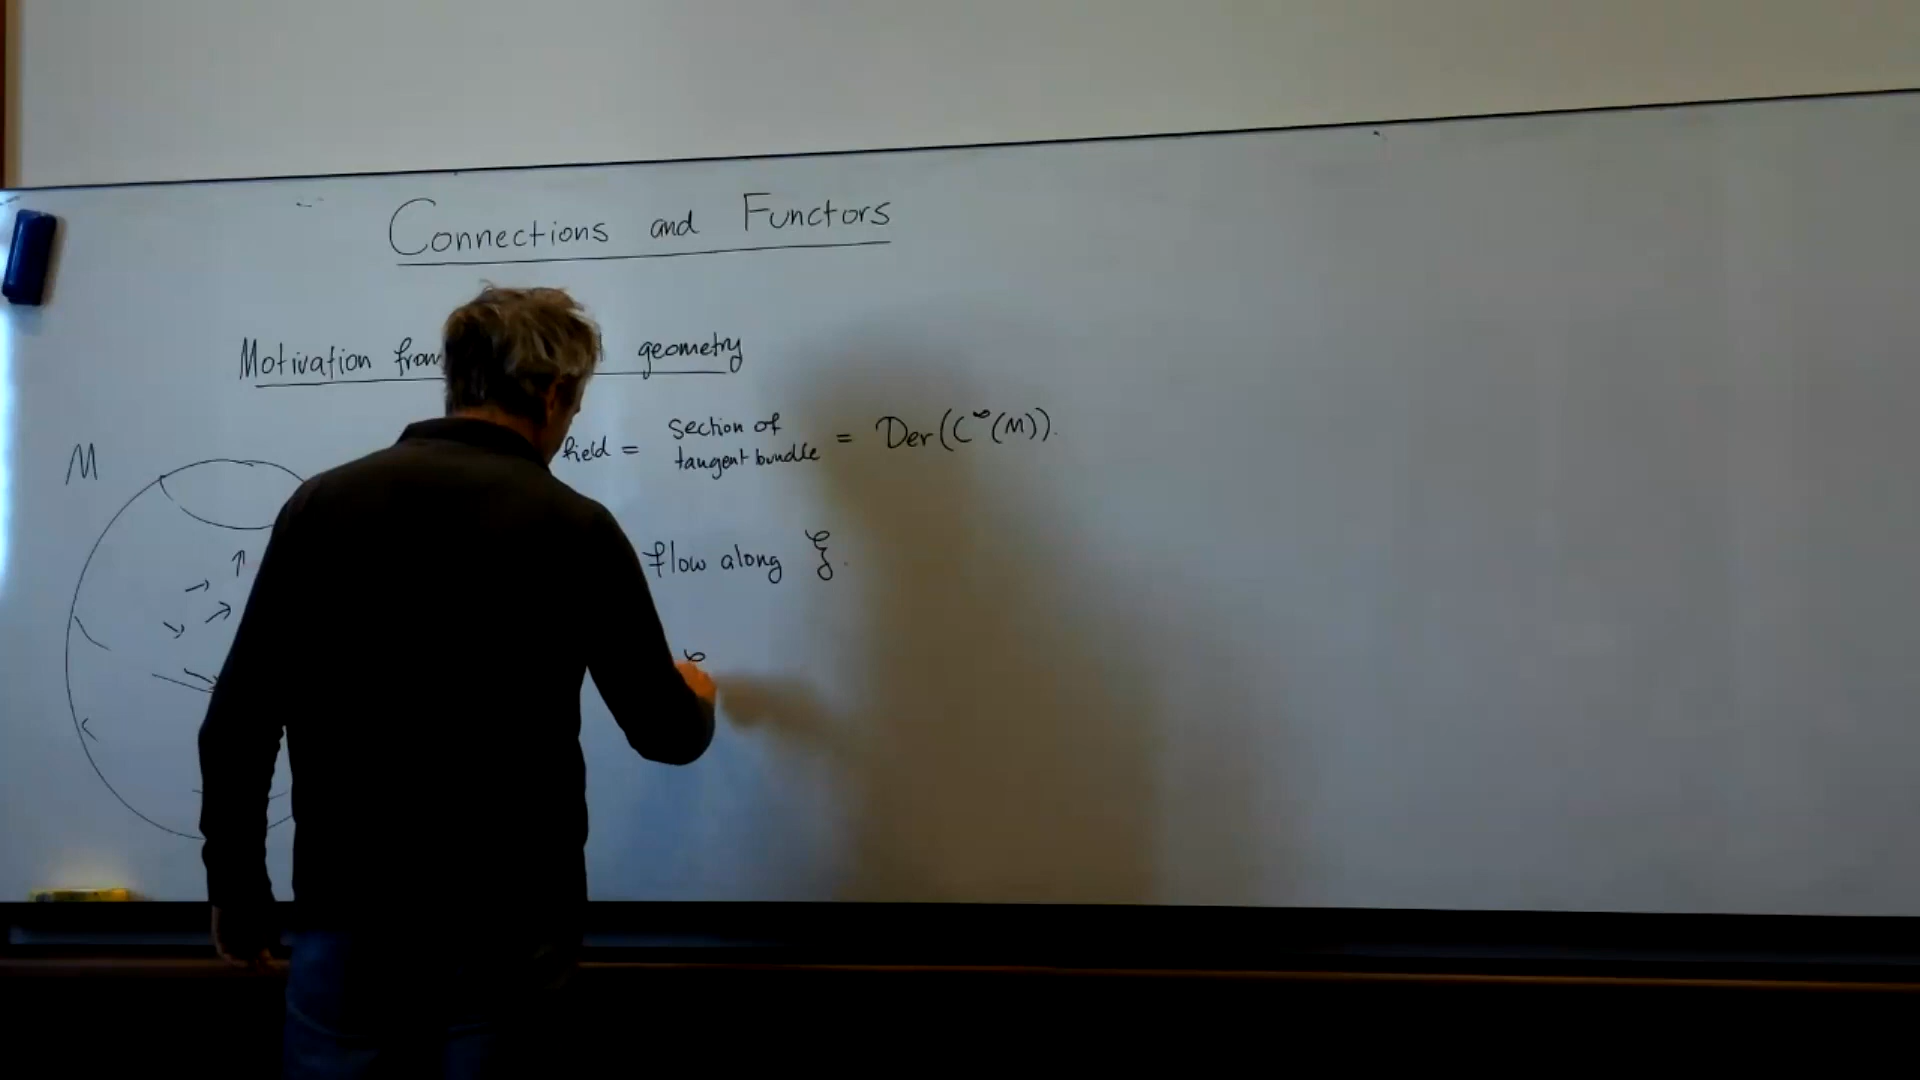 Connections and Functors
Motivation from geometry
M
field = section of tangent bundle = Der(C^∞(M)).
flow along ξ.